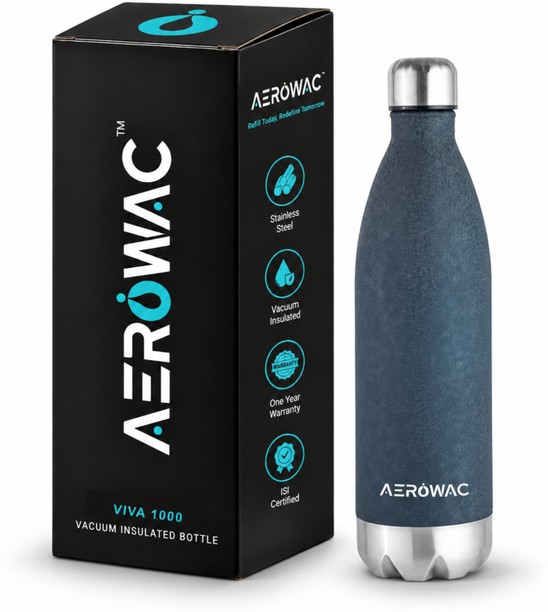 AEROWAC™
VIVA 1000
VACUUM INSULATED BOTTLE
AEROWAC™
Refill Today, Redefine Tomorrow
Stainless
Steel
Vacuum
Insulated
WARRANTY
One Year
Warranty
ISI
Certified
AEROWAC